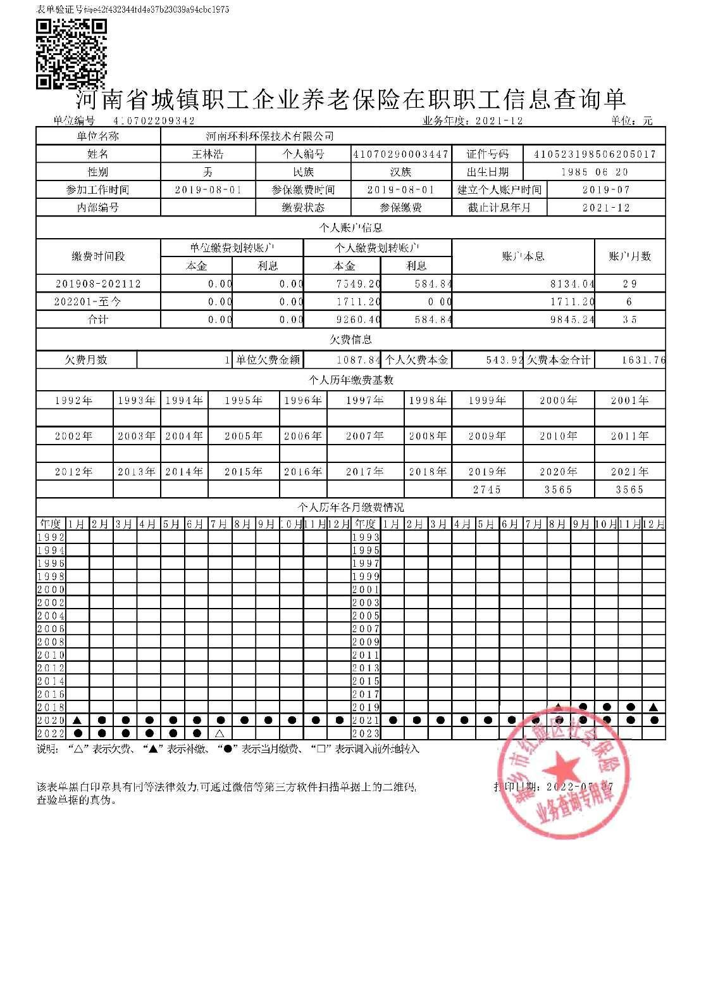 表单验证号码e42f432344fd4e37b23039a94cbc1975
河南省城镇职工企业养老保险在职职工信息查询单
单位编号 410702209342 业务年度：2021-12 单位：元
单位名称 河南环科环保技术有限公司
姓名 王林浩 个人编号 41070290003447 证件号码 410523198506205017
性别 男 民族 汉族 出生日期 1985 06 20
参加工作时间 2019-08-01 参保缴费时间 2019-08-01 建立个人账户时间 2019-07
内部编号 缴费状态 参保缴费 截止计息年月 2021-12
个人账户信息
缴费时间段 单位缴费划转账户 个人缴费划转账户 账户本息 账户月数
本金 利息 本金 利息
201908-202112 0.00 0.00 7549.20 584.84 8134.04 29
202201-至今 0.00 0.00 1711.20 0 00 1711.20 6
合计 0.00 0.00 9260.40 584.84 9845.24 35
欠费信息
欠费月数 1 单位欠费金额 1087.84 个人欠费本金 543.92 欠费本金合计 1631.76
个人历年缴费基数
1992年 1993年 1994年 1995年 1996年 1997年 1998年 1999年 2000年 2001年
2002年 2003年 2004年 2005年 2006年 2007年 2008年 2009年 2010年 2011年
2012年 2013年 2014年 2015年 2016年 2017年 2018年 2019年 2020年 2021年
2745 3565 3565
个人历年各月缴费情况
年度 1月 2月 3月 4月 5月 6月 7月 8月 9月 10月 11月 12月 年度 1月 2月 3月 4月 5月 6月 7月 8月 9月 10月 11月 12月
1992 1993
1994 1995
1996 1997
1998 1999
2000 2001
2002 2003
2004 2005
2006 2007
2008 2009
2010 2011
2012 2013
2014 2015
2016 2017
2018 2019 ▲ ● ● ● ▲
2020 ▲ ● ● ● ● ● ● ● ● ● ● ● 2021 ● ● ● ● ● ● ● ● ● ● ● ●
2022 ● ● ● ● ● ● △ 2023
说明：“△”表示欠费、“▲”表示补缴、“●”表示当月缴费、“□”表示调入前外地转入
该表单黑白印章具有同等法律效力,可通过微信等第三方软件扫描单据上的二维码,
查验单据的真伪。
打印日期：2022-07-07
新乡市红旗区社会保险
业务查询专用章